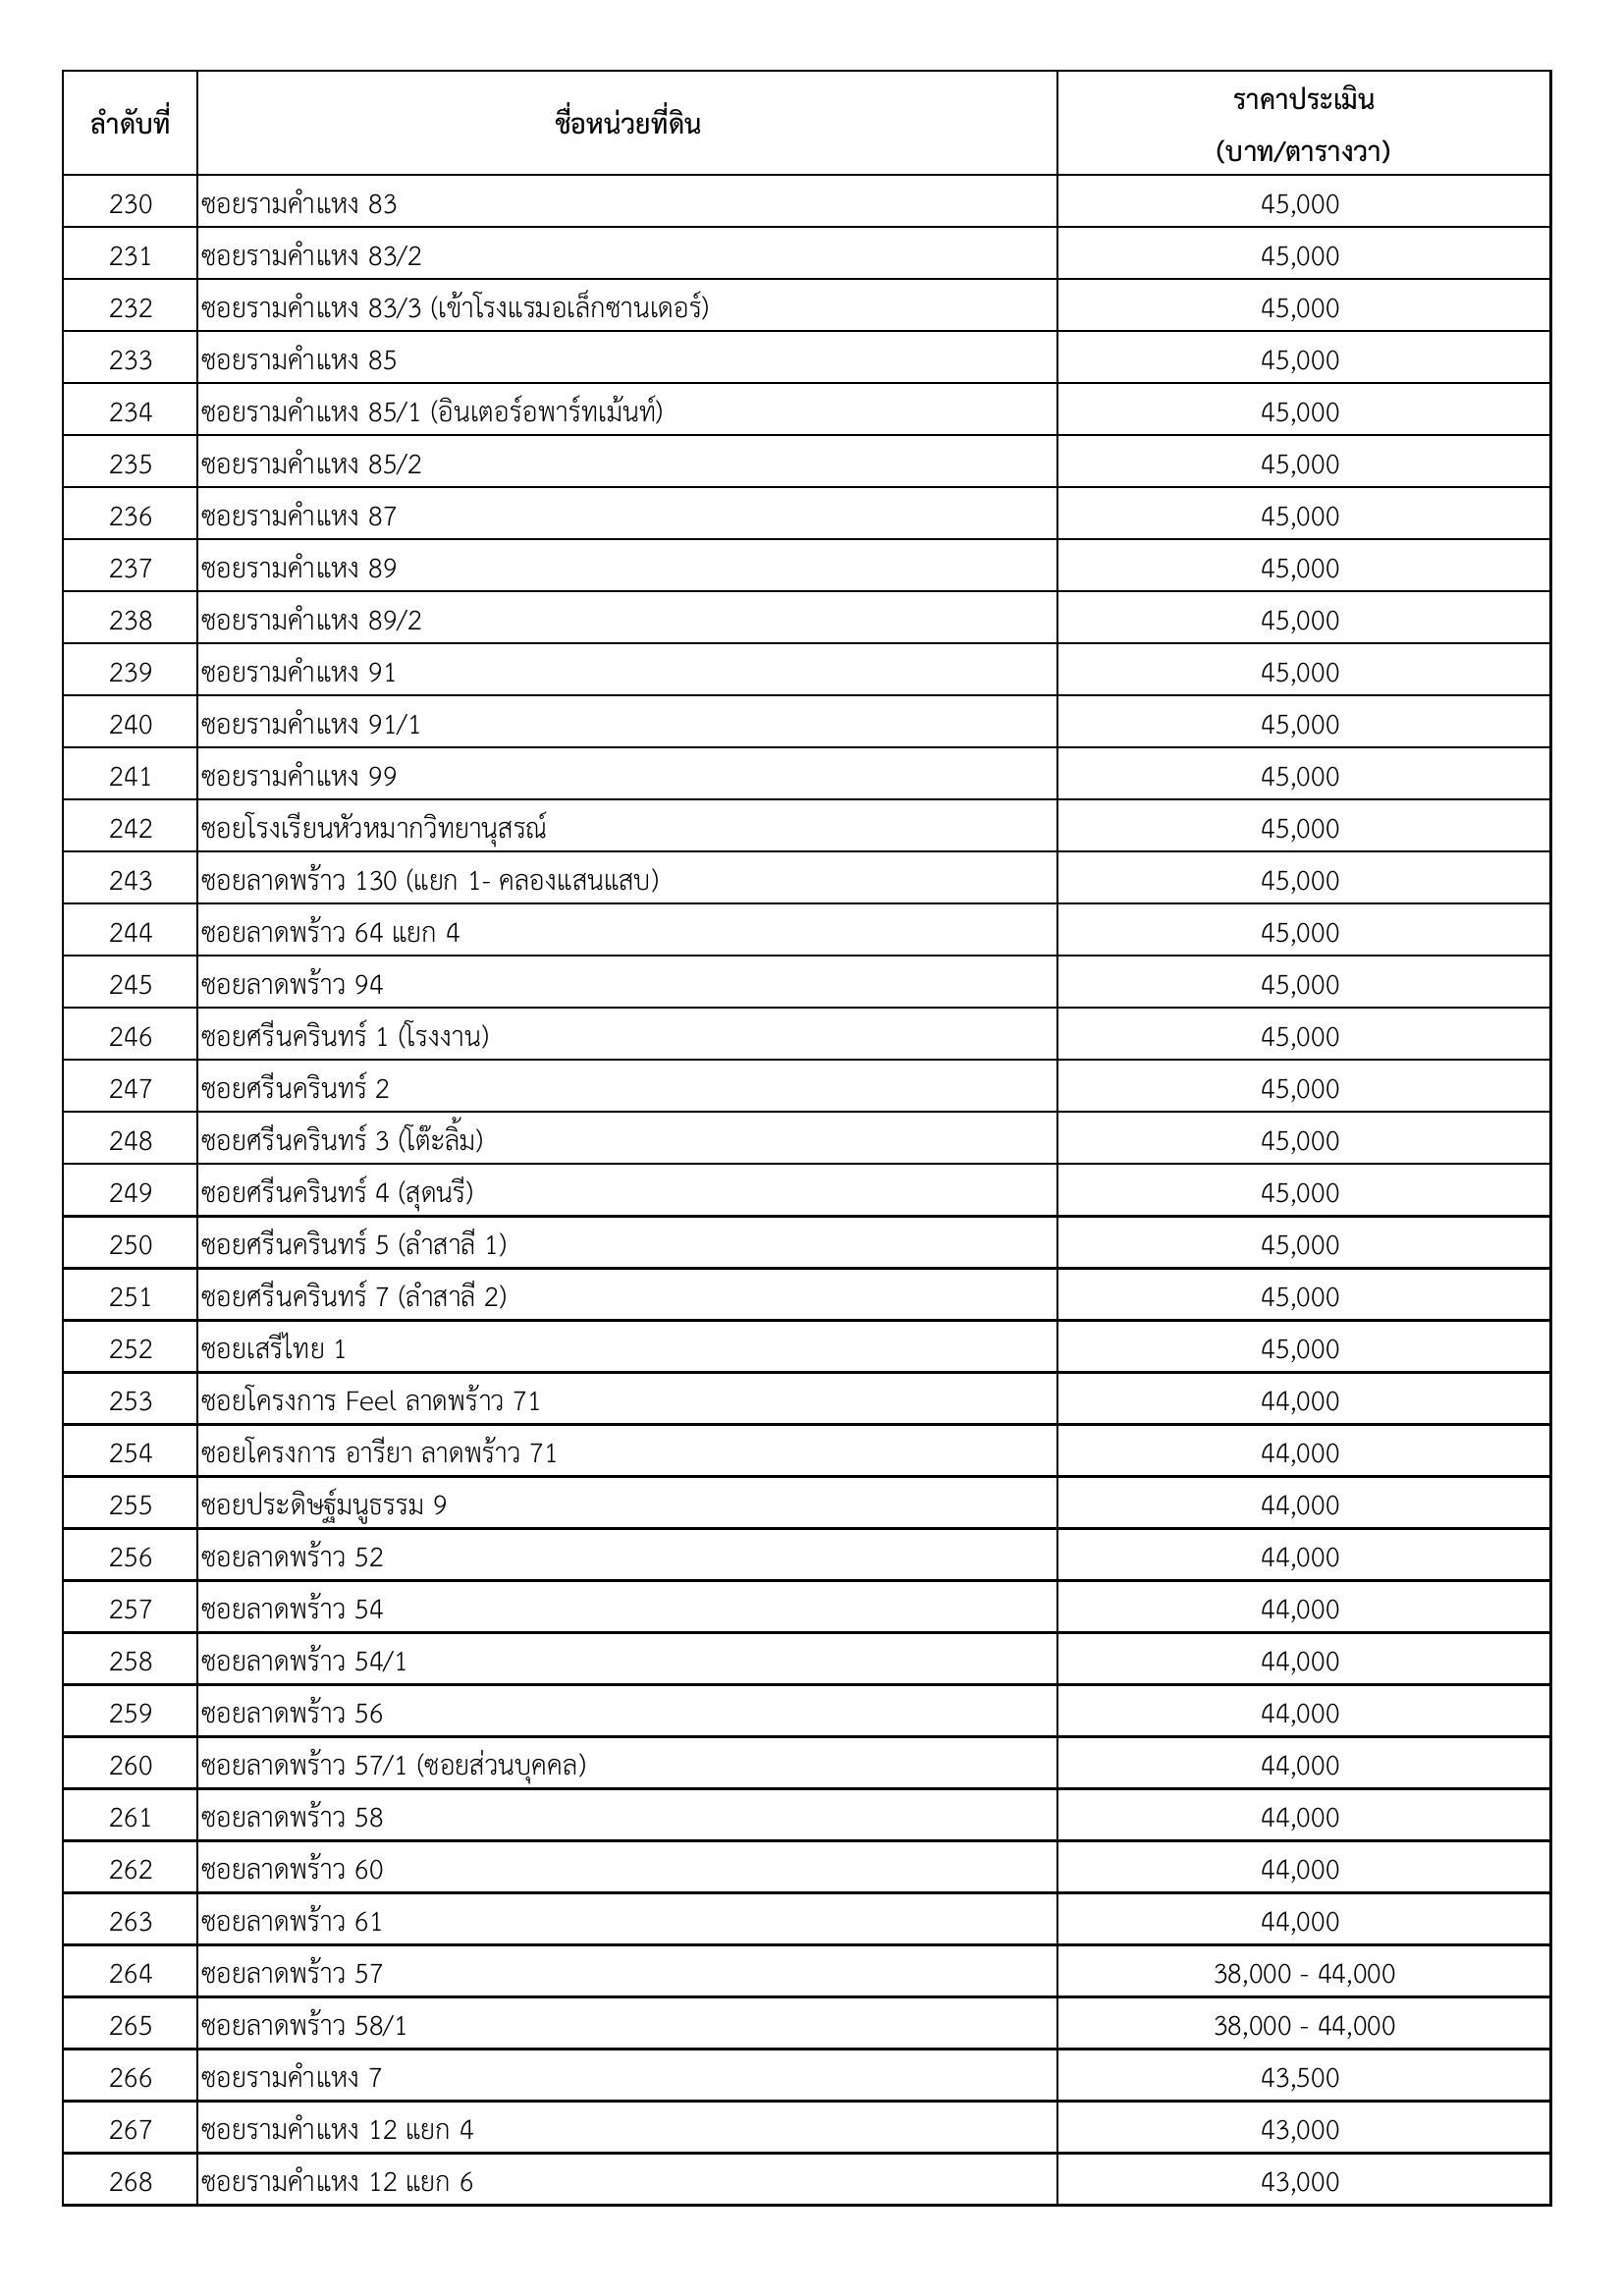 ลำดับที่ ชื่อหน่วยที่ดิน ราคาประเมิน
(บาท/ตารางวา)
230 ซอยรามคำแหง 83 45,000
231 ซอยรามคำแหง 83/2 45,000
232 ซอยรามคำแหง 83/3 (เข้าโรงแรมอเล็กซานเดอร์) 45,000
233 ซอยรามคำแหง 85 45,000
234 ซอยรามคำแหง 85/1 (อินเตอร์อพาร์ทเม้นท์) 45,000
235 ซอยรามคำแหง 85/2 45,000
236 ซอยรามคำแหง 87 45,000
237 ซอยรามคำแหง 89 45,000
238 ซอยรามคำแหง 89/2 45,000
239 ซอยรามคำแหง 91 45,000
240 ซอยรามคำแหง 91/1 45,000
241 ซอยรามคำแหง 99 45,000
242 ซอยโรงเรียนหัวหมากวิทยานุสรณ์ 45,000
243 ซอยลาดพร้าว 130 (แยก 1- คลองแสนแสบ) 45,000
244 ซอยลาดพร้าว 64 แยก 4 45,000
245 ซอยลาดพร้าว 94 45,000
246 ซอยศรีนครินทร์ 1 (โรงงาน) 45,000
247 ซอยศรีนครินทร์ 2 45,000
248 ซอยศรีนครินทร์ 3 (โต๊ะลิ้ม) 45,000
249 ซอยศรีนครินทร์ 4 (สุดนรี) 45,000
250 ซอยศรีนครินทร์ 5 (ลำสาลี 1) 45,000
251 ซอยศรีนครินทร์ 7 (ลำสาลี 2) 45,000
252 ซอยเสรีไทย 1 45,000
253 ซอยโครงการ Feel ลาดพร้าว 71 44,000
254 ซอยโครงการ อารียา ลาดพร้าว 71 44,000
255 ซอยประดิษฐ์มนูธรรม 9 44,000
256 ซอยลาดพร้าว 52 44,000
257 ซอยลาดพร้าว 54 44,000
258 ซอยลาดพร้าว 54/1 44,000
259 ซอยลาดพร้าว 56 44,000
260 ซอยลาดพร้าว 57/1 (ซอยส่วนบุคคล) 44,000
261 ซอยลาดพร้าว 58 44,000
262 ซอยลาดพร้าว 60 44,000
263 ซอยลาดพร้าว 61 44,000
264 ซอยลาดพร้าว 57 38,000 - 44,000
265 ซอยลาดพร้าว 58/1 38,000 - 44,000
266 ซอยรามคำแหง 7 43,500
267 ซอยรามคำแหง 12 แยก 4 43,000
268 ซอยรามคำแหง 12 แยก 6 43,000